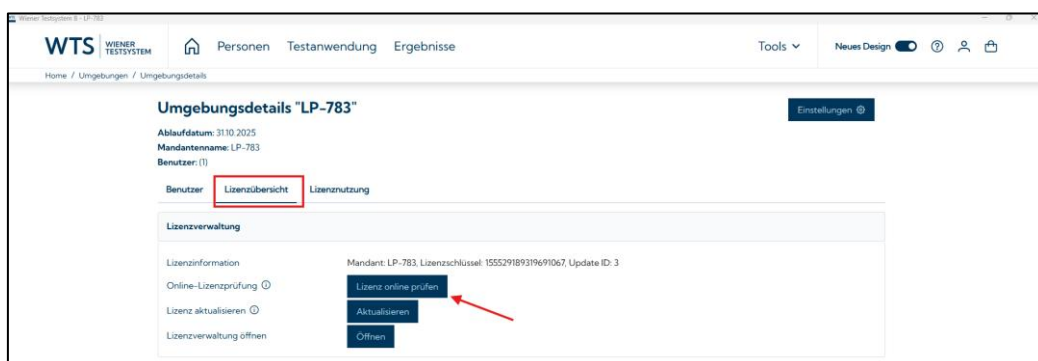 Wiener Testsystem 8 - LP-783
WTS WIENER TESTSYSTEM Personen Testanwendung Ergebnisse Tools Neues Design
Home / Umgebungen / Umgebungsdetails
Umgebungsdetails "LP-783" Einstellungen
Ablaufdatum: 31.10.2025
Mandantenname: LP-783
Benutzer: (1)
Benutzer Lizenzübersicht Lizenznutzung
Lizenzverwaltung
Lizenzinformation Mandant: LP-783, Lizenzschlüssel: 155529189319691067, Update ID: 3
Online-Lizenzprüfung Lizenz online prüfen
Lizenz aktualisieren Aktualisieren
Lizenzverwaltung öffnen Öffnen